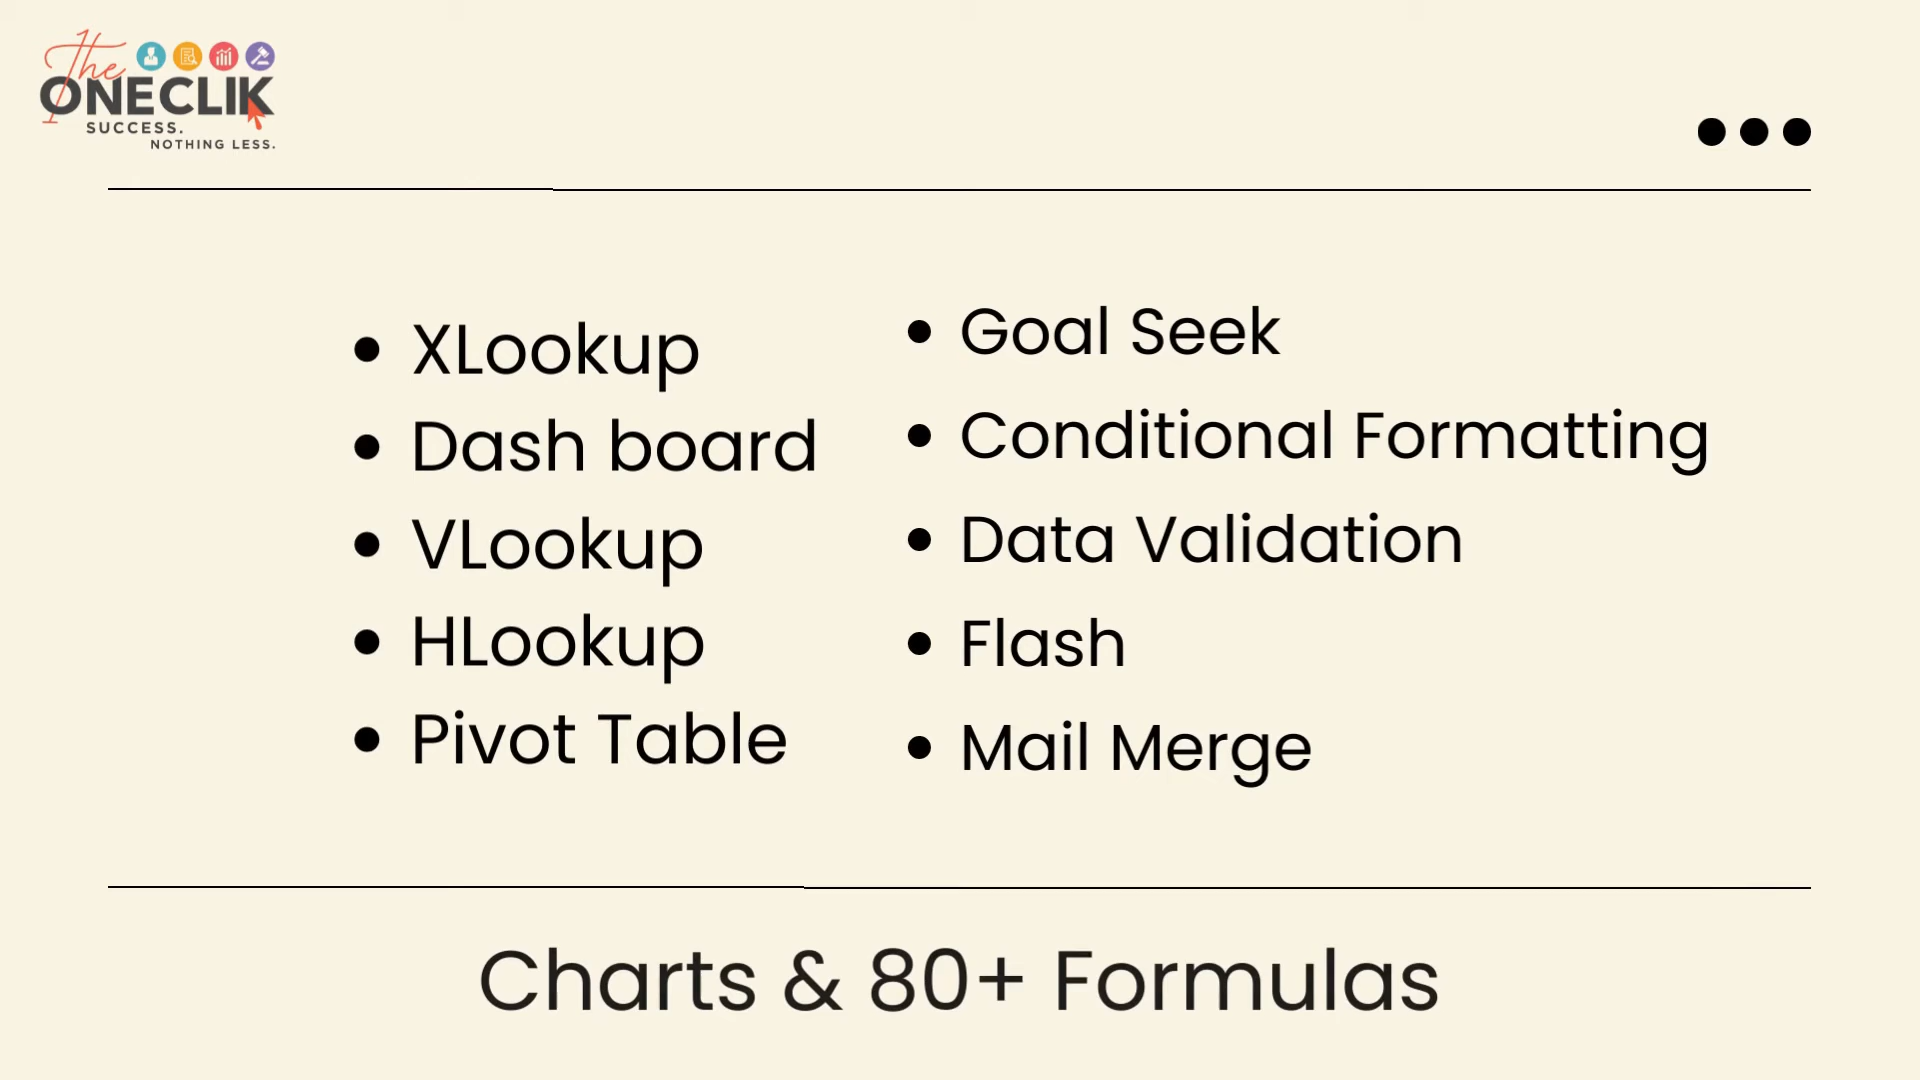 The
ONECLIK
SUCCESS.
NOTHING LESS.
XLookup
Dash board
VLookup
HLookup
Pivot Table
Goal Seek
Conditional Formatting
Data Validation
Flash
Mail Merge
Charts & 80+ Formulas